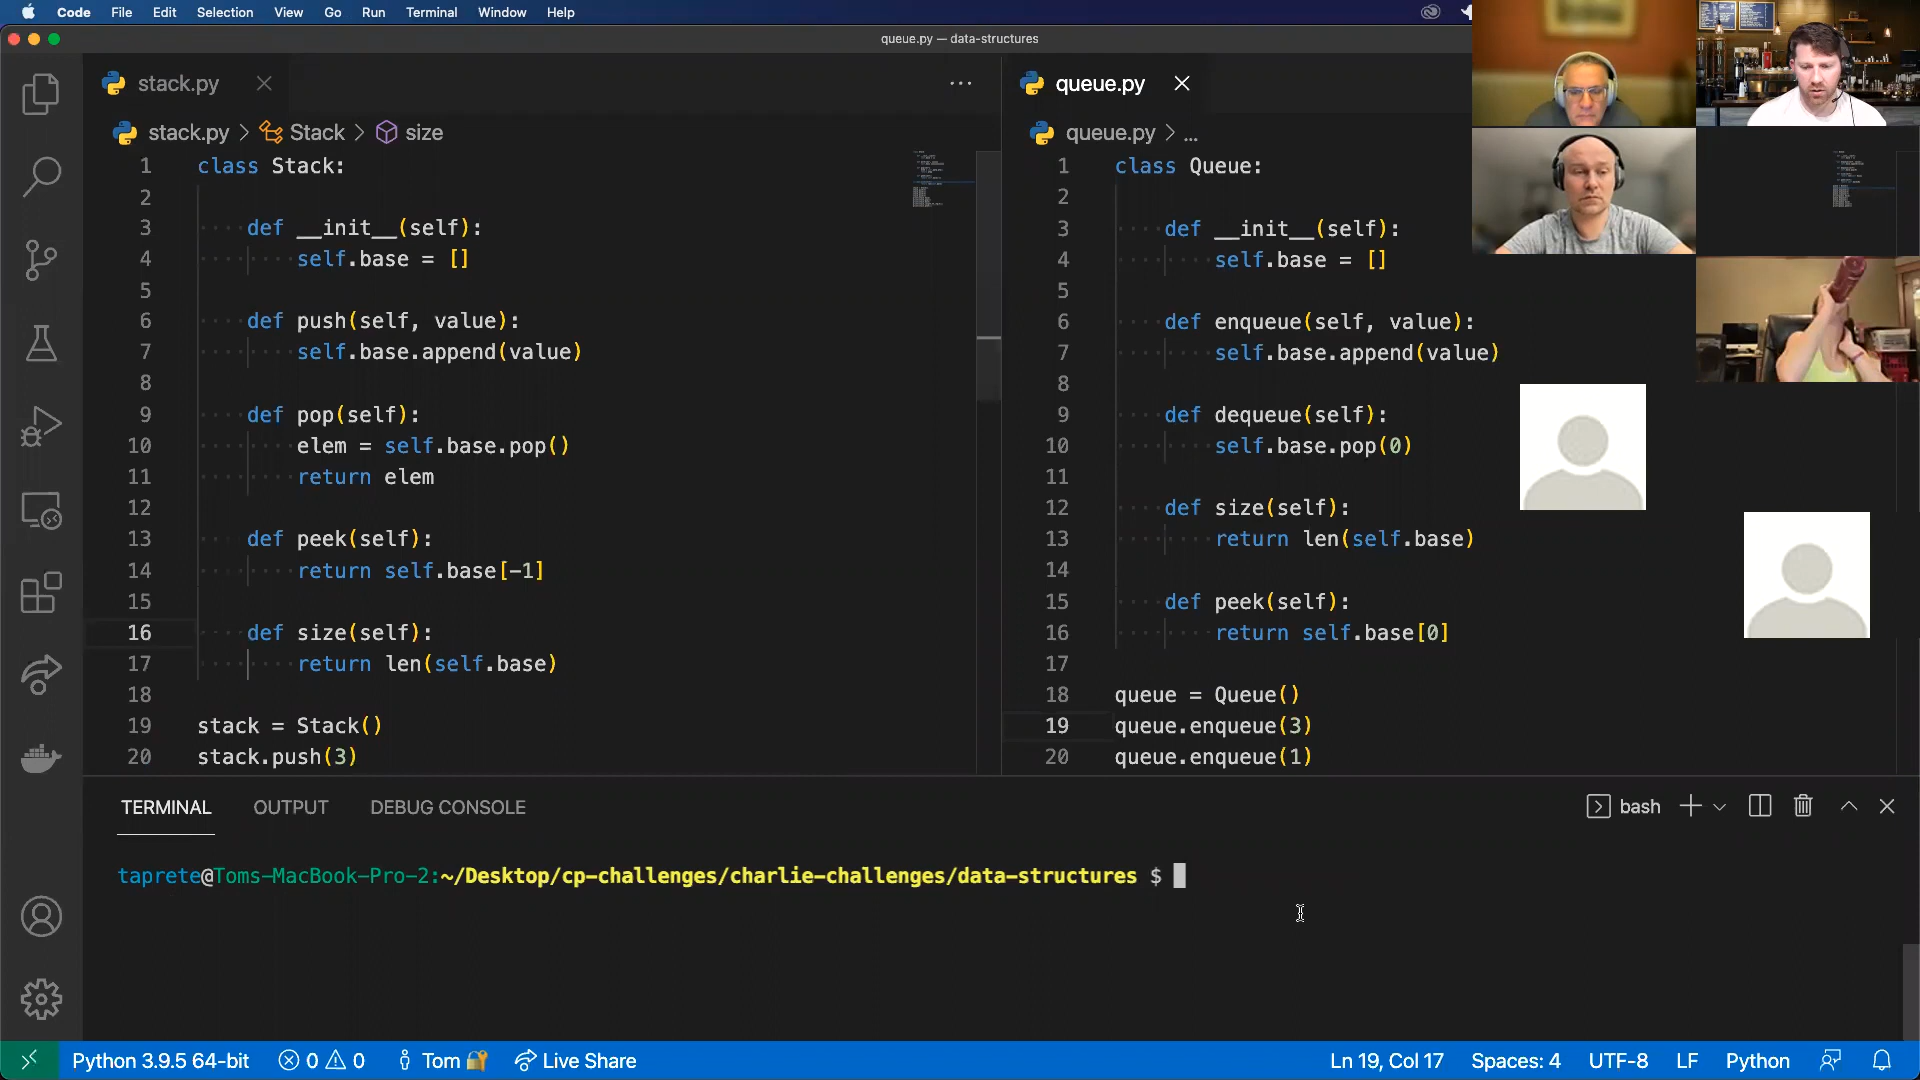 Code File Edit Selection View Go Run Terminal Window Help
queue.py — data-structures
stack.py
stack.py > Stack > size
1 class Stack:
2
3 def __init__(self):
4 self.base = []
5
6 def push(self, value):
7 self.base.append(value)
8
9 def pop(self):
10 elem = self.base.pop()
11 return elem
12
13 def peek(self):
14 return self.base[-1]
15
16 def size(self):
17 return len(self.base)
18
19 stack = Stack()
20 stack.push(3)
queue.py
queue.py > ...
1 class Queue:
2
3 def __init__(self):
4 self.base = []
5
6 def enqueue(self, value):
7 self.base.append(value)
8
9 def dequeue(self):
10 self.base.pop(0)
11
12 def size(self):
13 return len(self.base)
14
15 def peek(self):
16 return self.base[0]
17
18 queue = Queue()
19 queue.enqueue(3)
20 queue.enqueue(1)
TERMINAL OUTPUT DEBUG CONSOLE
bash
taprete@Toms-MacBook-Pro-2:~/Desktop/cp-challenges/charlie-challenges/data-structures $
Python 3.9.5 64-bit 0 0 Tom Live Share
Ln 19, Col 17 Spaces: 4 UTF-8 LF Python